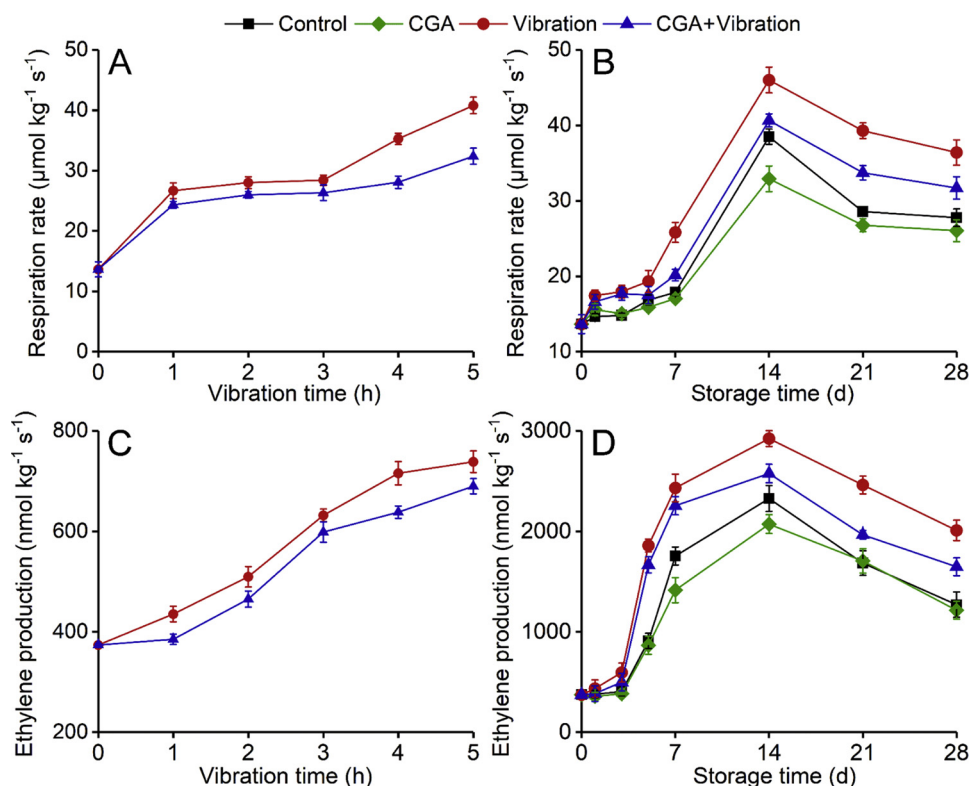 Control CGA Vibration CGA+Vibration
A
50
40
30
20
10
0
Respiration rate (μmol kg⁻¹ s⁻¹)
0 1 2 3 4 5
Vibration time (h)
B
50
40
30
20
10
Respiration rate (μmol kg⁻¹ s⁻¹)
0 7 14 21 28
Storage time (d)
C
800
600
400
200
Ethylene production (nmol kg⁻¹ s⁻¹)
0 1 2 3 4 5
Vibration time (h)
D
3000
2000
1000
0
Ethylene production (nmol kg⁻¹ s⁻¹)
0 7 14 21 28
Storage time (d)